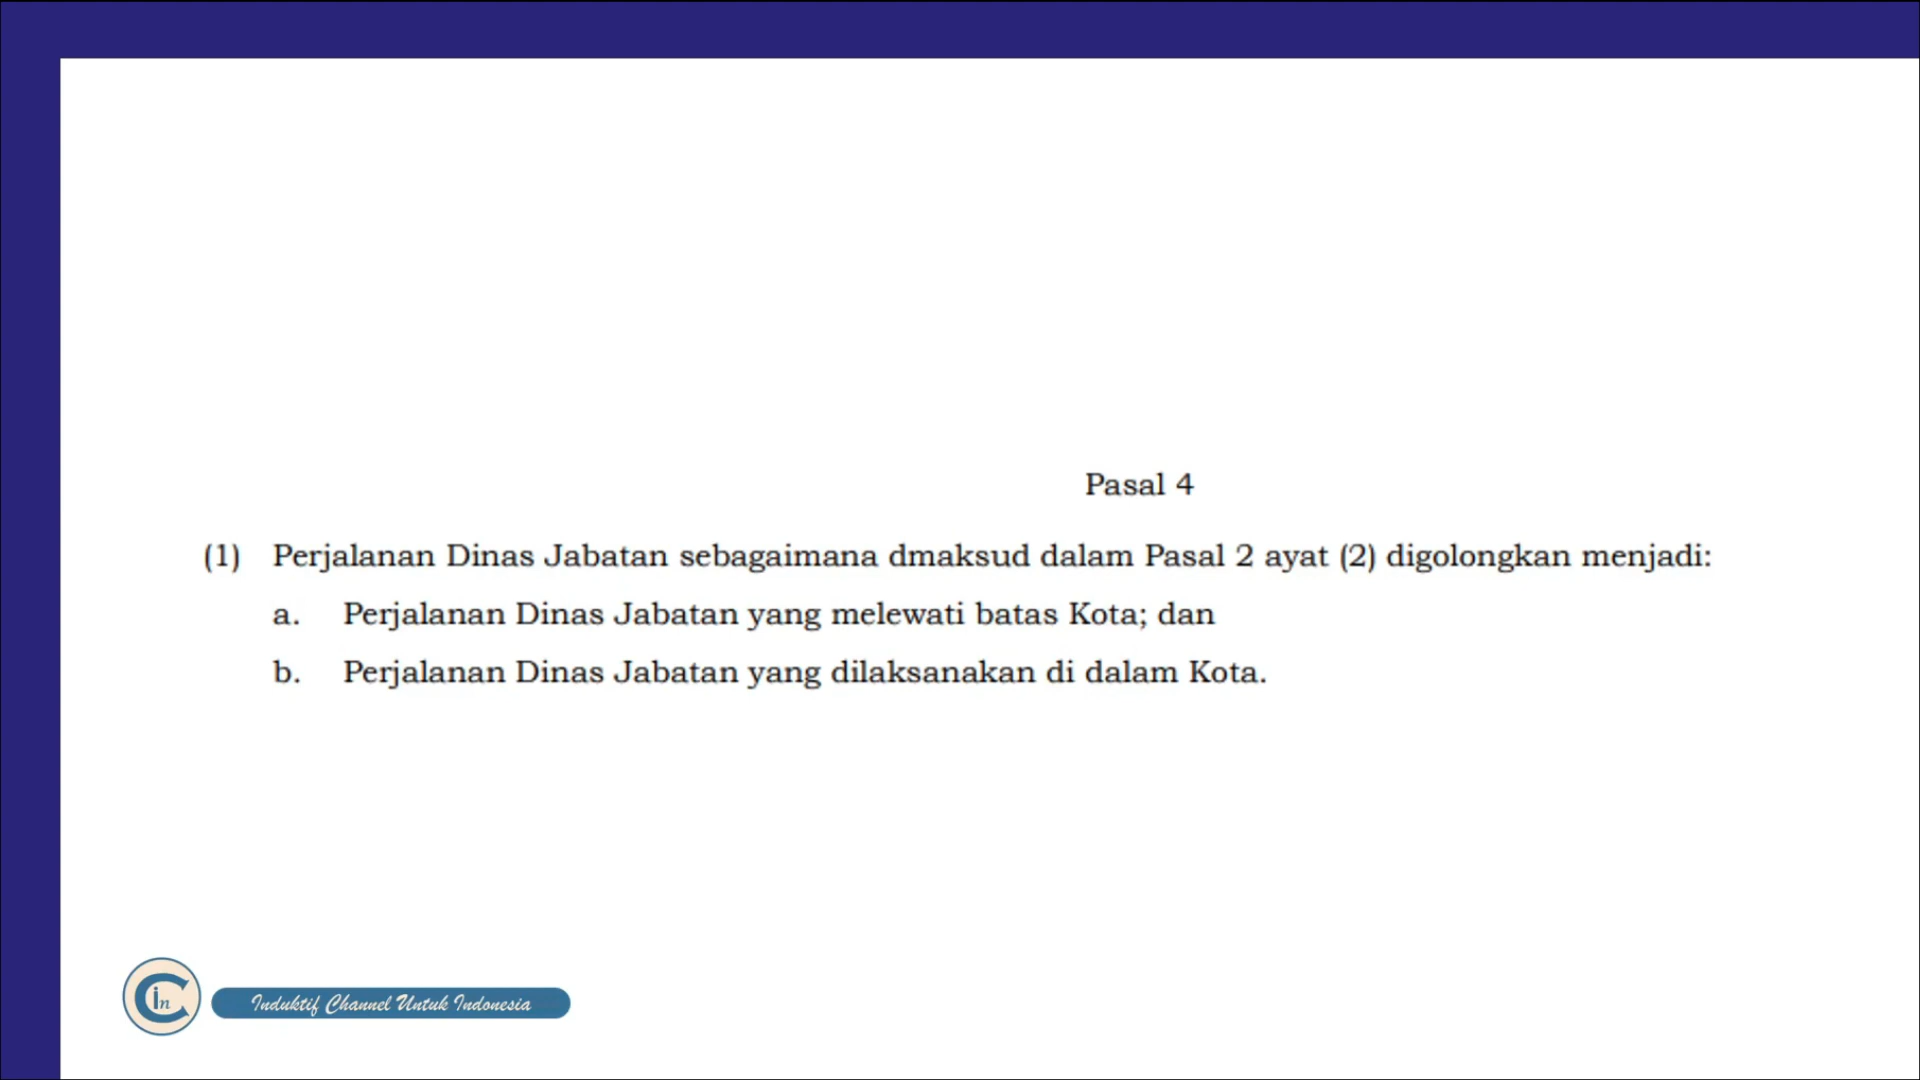 Pasal 4
(1) Perjalanan Dinas Jabatan sebagaimana dmaksud dalam Pasal 2 ayat (2) digolongkan menjadi:
a. Perjalanan Dinas Jabatan yang melewati batas Kota; dan
b. Perjalanan Dinas Jabatan yang dilaksanakan di dalam Kota.
Cin
Induktif Channel Untuk Indonesia